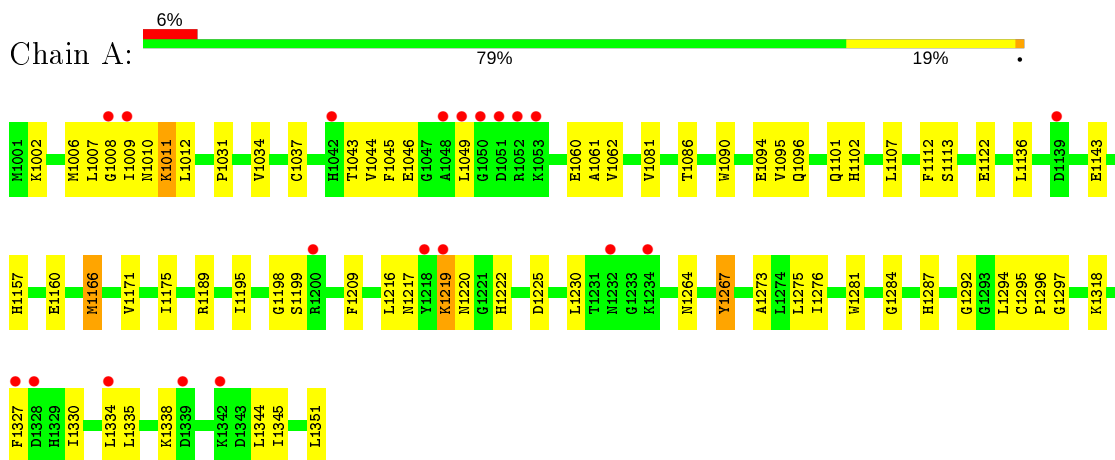 6%
Chain A:
79% 19% •
M1001 K1002 M1006 L1007 G1008 I1009 N1010 K1011 L1012 P1031 V1034 C1037 H1042 T1043 V1044 F1045 E1046 G1047 A1048 L1049 G1050 D1051 R1052 K1053 E1060 A1061 V1062 V1081 T1086 W1090 E1094 V1095 Q1096 Q1101 H1102 L1107 F1112 S1113 E1122 L1136 D1139 E1143
H1157 E1160 M1166 V1171 I1175 R1189 I1195 G1198 S1199 R1200 F1209 L1216 N1217 Y1218 K1219 N1220 G1221 H1222 D1225 L1230 T1231 N1232 G1233 K1234 N1264 Y1267 A1273 L1274 L1275 I1276 W1281 G1284 H1287 G1292 G1293 L1294 C1295 P1296 G1297 K1318
F1327 D1328 H1329 I1330 L1334 L1335 K1338 D1339 K1342 D1343 L1344 I1345 L1351